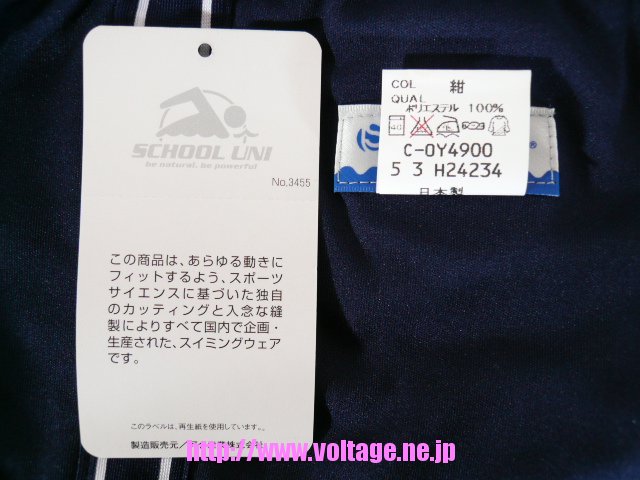 SCHOOL UNI
be natural. be powerful
No.3455
この商品は、あらゆる動きに
フィットするよう、スポーツ
サイエンスに基づいた独自
のカッティングと入念な縫
製によりすべて国内で企画・
生産された、スイミングウェア
です。
このラベルは、再生紙を使用しています。
製造販売元/
株式会社
COL 紺
QUAL
ポリエステル 100%
40
C-OY4900
5 3 H24234
日本製
http://www.voltage.ne.jp